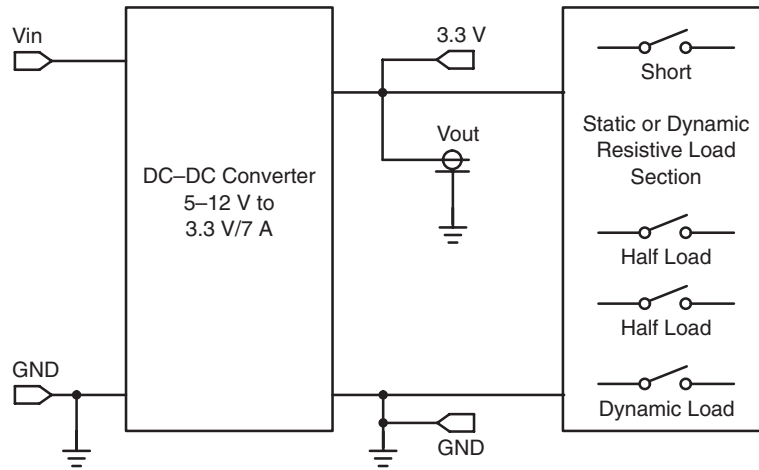 Vin
3.3 V
Short
Vout
Static or Dynamic
Resistive Load
Section
DC–DC Converter
5–12 V to
3.3 V/7 A
Half Load
Half Load
GND
Dynamic Load
GND